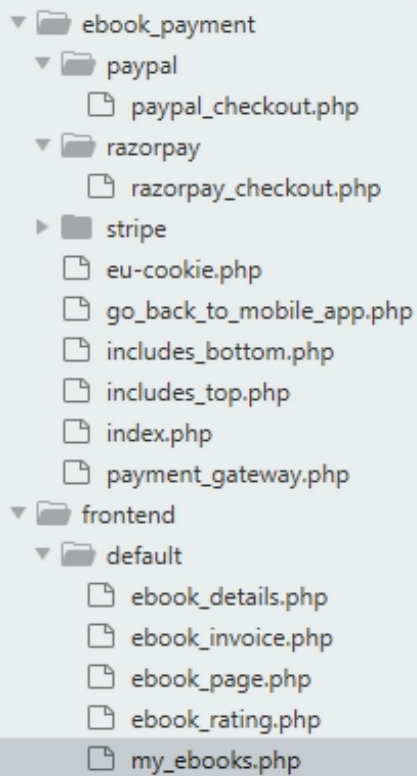 ebook_payment
paypal
paypal_checkout.php
razorpay
razorpay_checkout.php
stripe
eu-cookie.php
go_back_to_mobile_app.php
includes_bottom.php
includes_top.php
index.php
payment_gateway.php
frontend
default
ebook_details.php
ebook_invoice.php
ebook_page.php
ebook_rating.php
my_ebooks.php